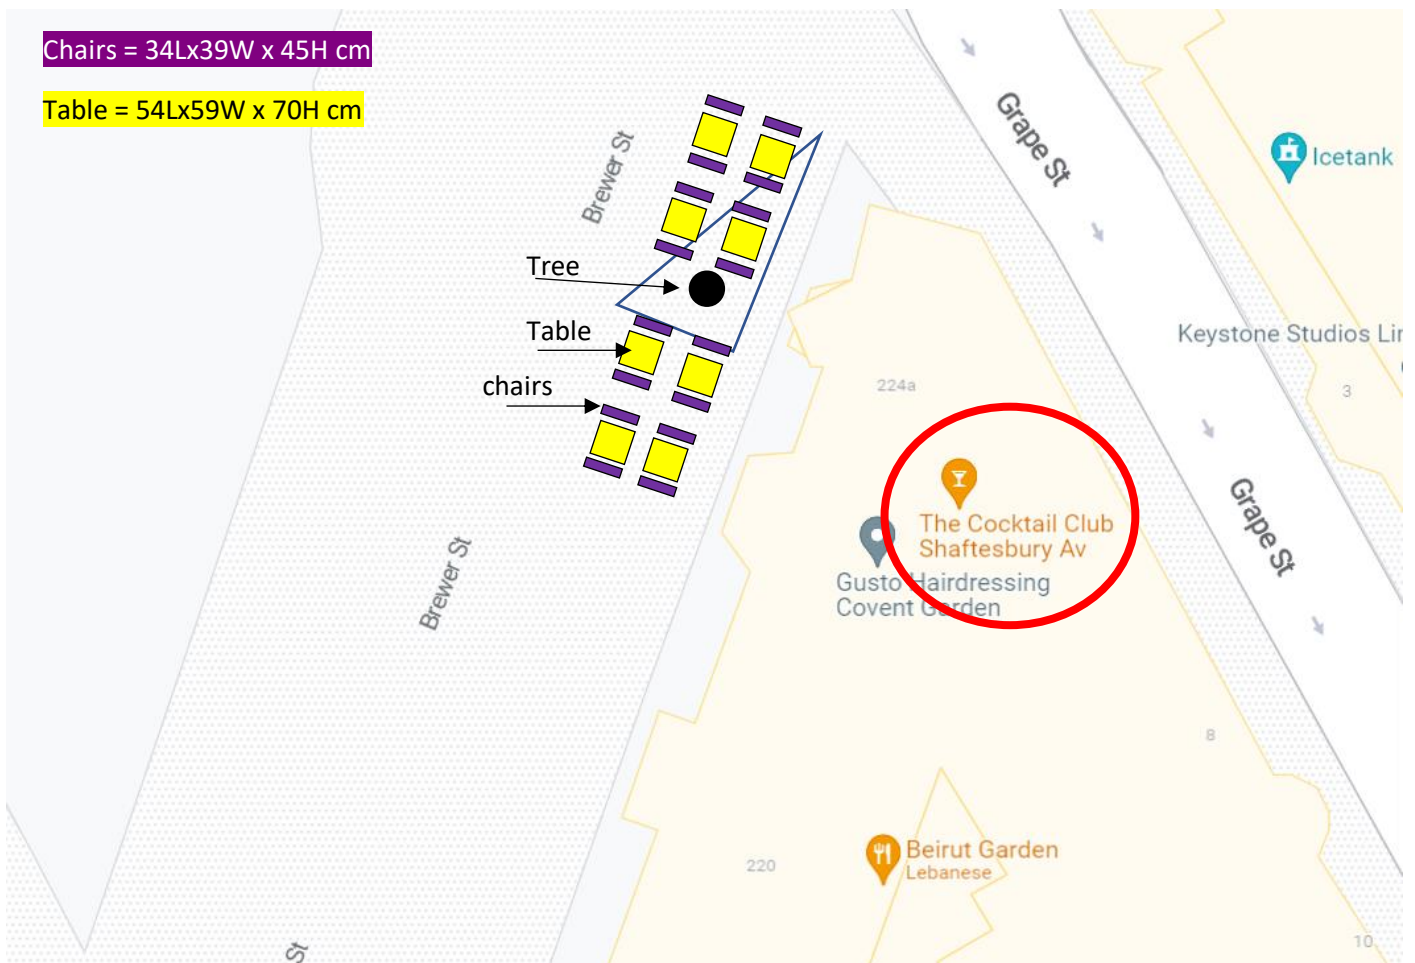 Chairs = 34Lx39W x 45H cm
Table = 54Lx59W x 70H cm
Brewer St
Grape St
Icetank
Tree
Table
chairs
Keystone Studios Lir
3
224a
The Cocktail Club
Shaftesbury Av
Gusto Hairdressing
Covent Garden
Grape St
Brewer St
8
Beirut Garden
Lebanese
220
10
St